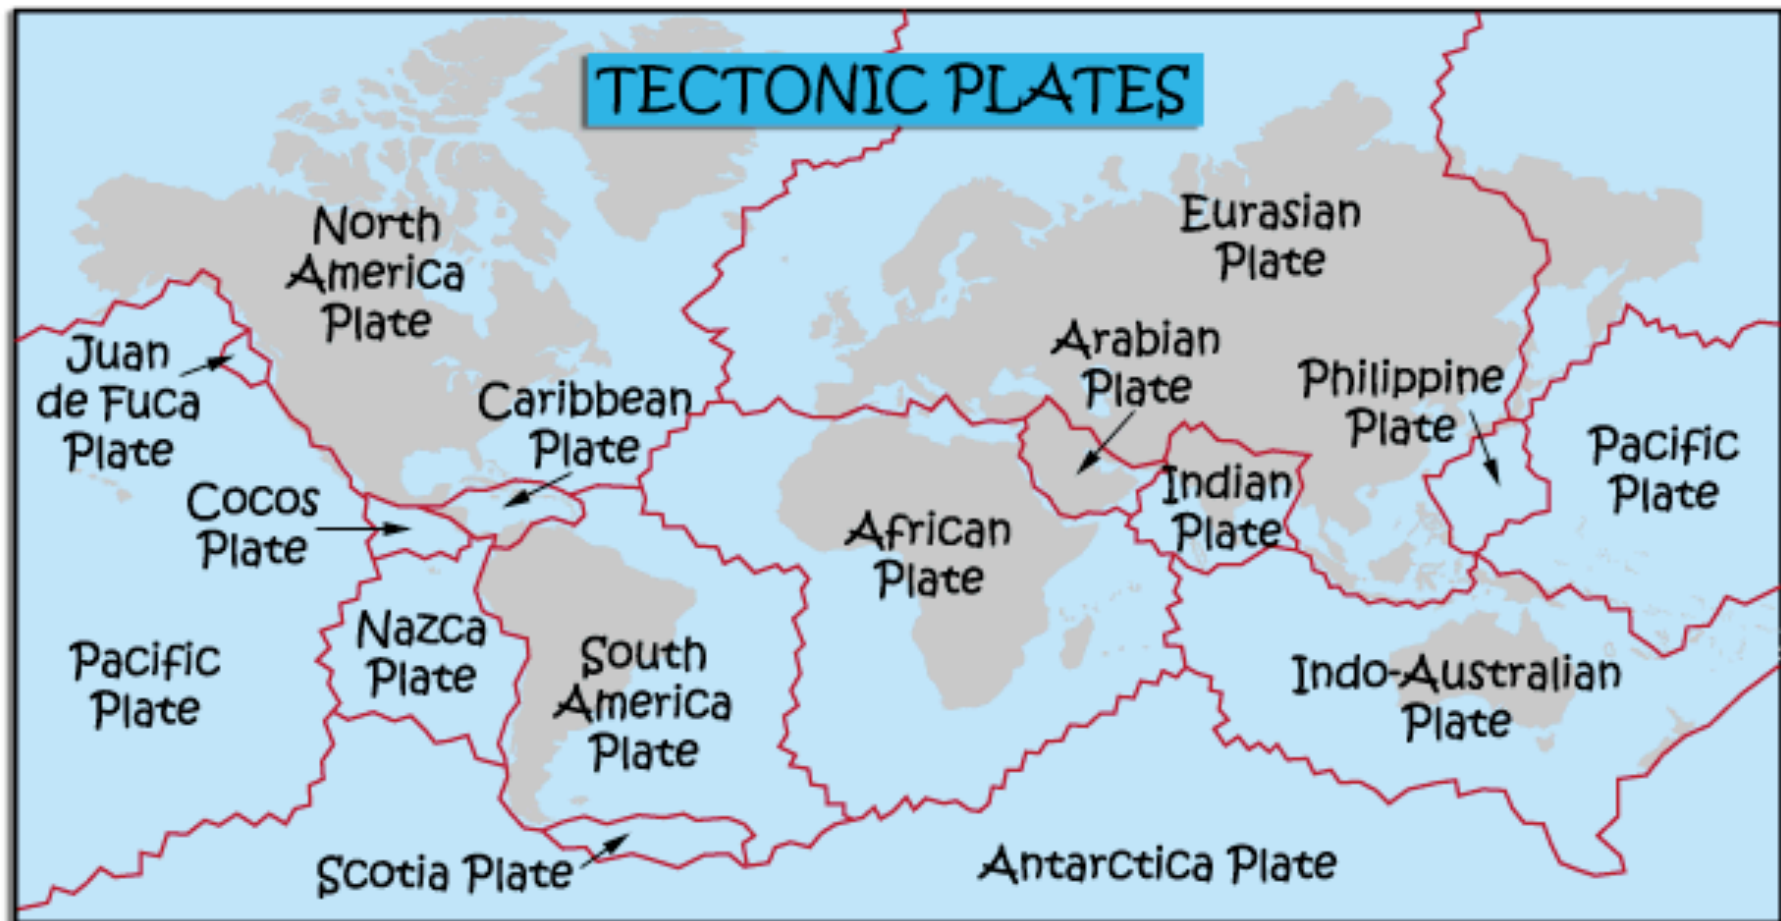 TECTONIC PLATES
North
America
Plate
Eurasian
Plate
Juan
de Fuca
Plate
Caribbean
Plate
Arabian
Plate
Philippine
Plate
Pacific
Plate
Cocos
Plate
Indian
Plate
African
Plate
Nazca
Plate
Pacific
Plate
South
America
Plate
Indo-Australian
Plate
Scotia Plate
Antarctica Plate